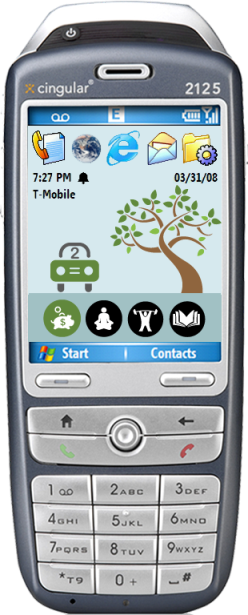 cingular® 2125
E
7:27 PM 03/31/08
T-Mobile
2
$
Start Contacts
1 2ABC 3DEF
4GHI 5JKL 6MNO
7PQRS 8TUV 9WXYZ
*T9 0+ #